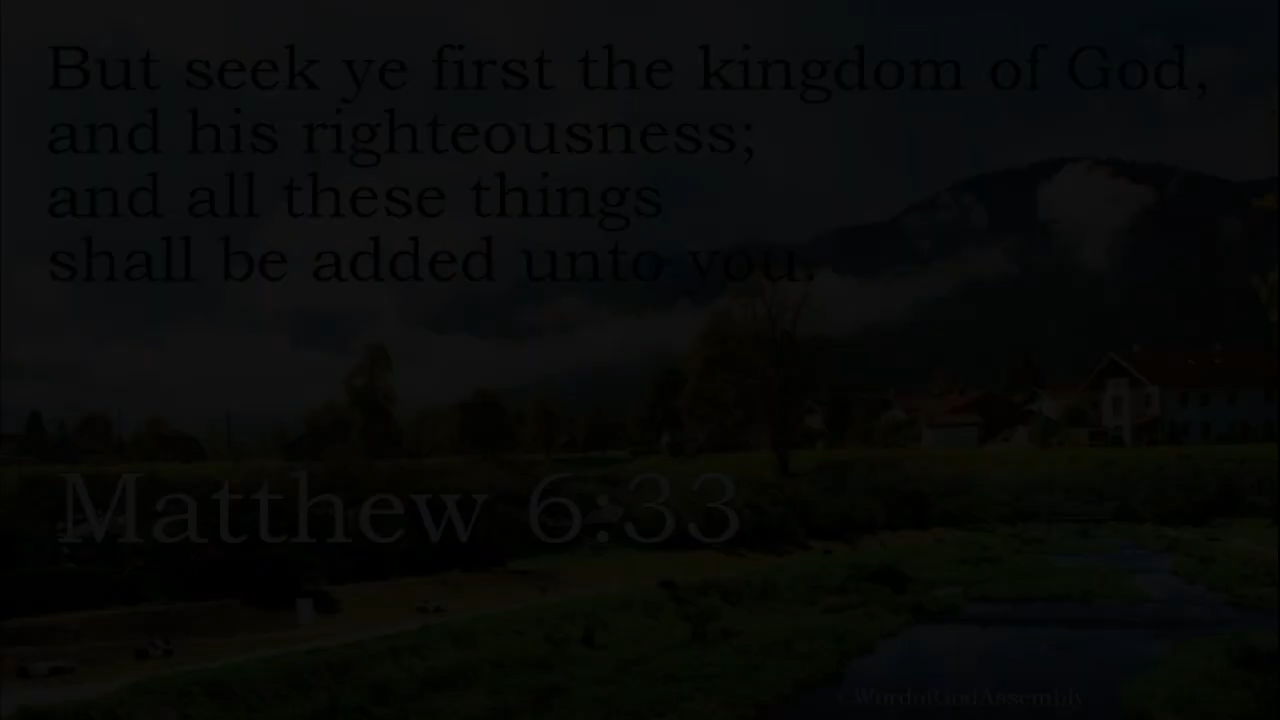 But seek ye first the kingdom of God,
and his righteousness;
and all these things
shall be added unto you.
Matthew 6:33
©WordofGodAssembly